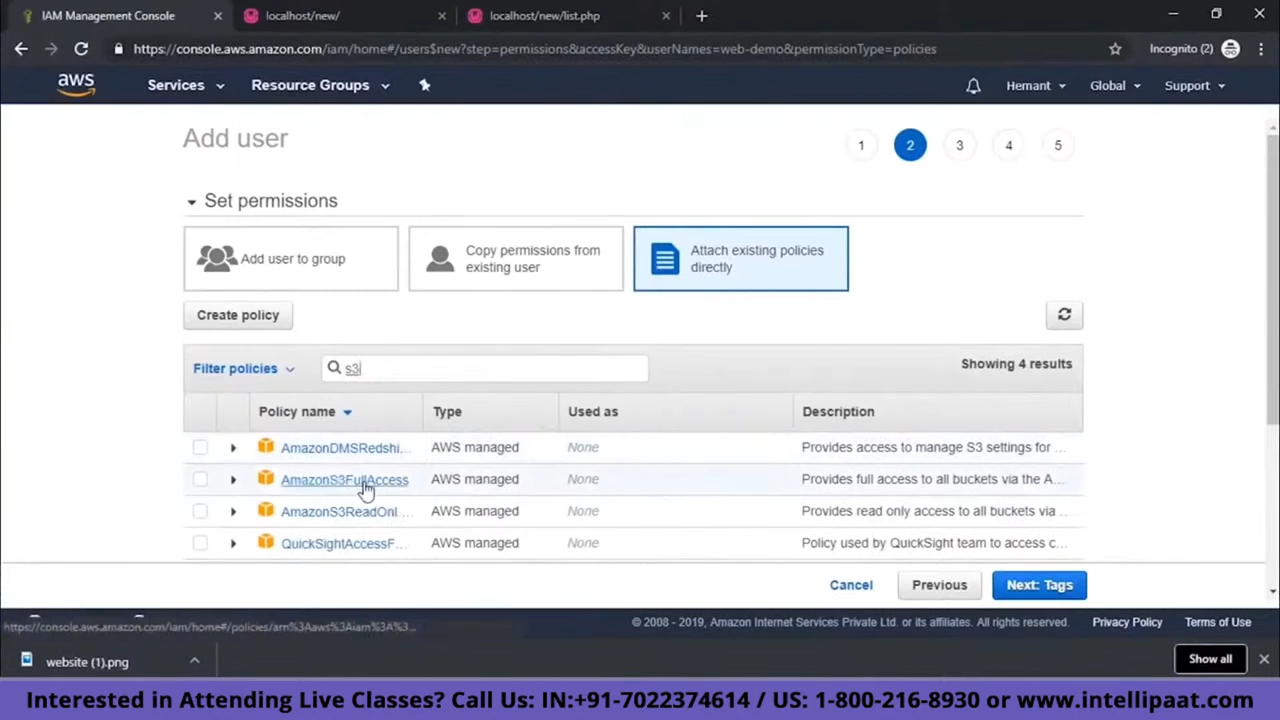 IAM Management Console
localhost/new/
localhost/new/list.php
https://console.aws.amazon.com/iam/home#/users$new?step=permissions&accessKey&userNames=web-demo&permissionType=policies
Incognito (2)
aws
Services
Resource Groups
Hemant
Global
Support
Add user
1
2
3
4
5
Set permissions
Add user to group
Copy permissions from existing user
Attach existing policies directly
Create policy
Filter policies
s3
Showing 4 results
Policy name
Type
Used as
Description
AmazonDMSRedshi... AWS managed None Provides access to manage S3 settings for ...
AmazonS3FullAccess AWS managed None Provides full access to all buckets via the A...
AmazonS3ReadOnl... AWS managed None Provides read only access to all buckets via ...
QuickSightAccessF... AWS managed None Policy used by QuickSight team to access c...
Cancel
Previous
Next: Tags
© 2008 - 2019, Amazon Internet Services Private Ltd. or its affiliates. All rights reserved.
Privacy Policy
Terms of Use
https://console.aws.amazon.com/iam/home#/policies/arn%3Aaws%3Aiam%3A%3...
website (1).png
Show all
Interested in Attending Live Classes? Call Us: IN:+91-7022374614 / US: 1-800-216-8930 or www.intellipaat.com